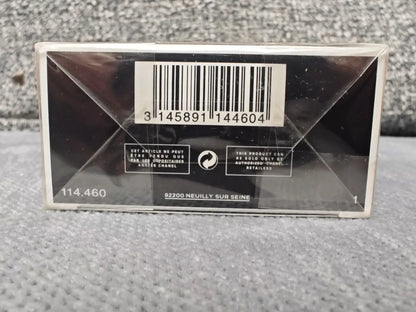 3 145891 144604
CET ARTICLE NE PEUT
ÊTRE VENDU QUE
PAR LES DÉPOSITAIRES
AGRÉÉS CHANEL
THIS PRODUCT CAN
BE SOLD ONLY BY
AUTHORIZED CHANEL
RETAILERS
114.460
92200 NEUILLY SUR SEINE
1